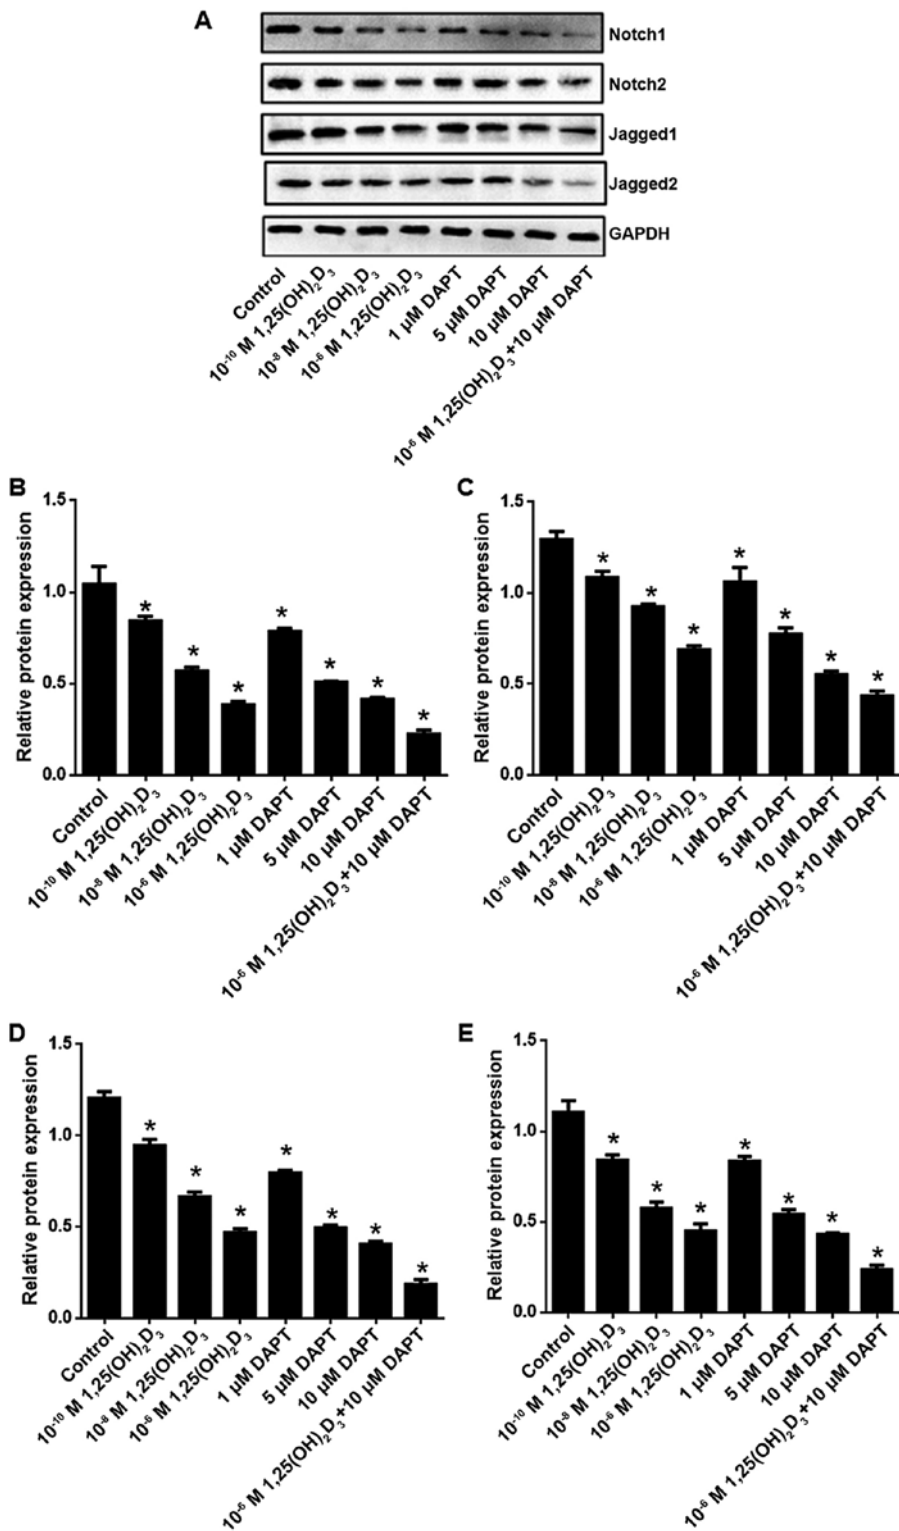 A
Notch1
Notch2
Jagged1
Jagged2
GAPDH
Control
10⁻¹⁰ M 1,25(OH)₂D₃
10⁻⁸ M 1,25(OH)₂D₃
10⁻⁶ M 1,25(OH)₂D₃
1 μM DAPT
5 μM DAPT
10 μM DAPT
10⁻⁶ M 1,25(OH)₂D₃+10 μM DAPT
B
Relative protein expression
1.5
1.0
0.5
0.0
* * * * * * *
Control
10⁻¹⁰ M 1,25(OH)₂D₃
10⁻⁸ M 1,25(OH)₂D₃
10⁻⁶ M 1,25(OH)₂D₃
1 μM DAPT
5 μM DAPT
10 μM DAPT
10⁻⁶ M 1,25(OH)₂D₃+10 μM DAPT
C
Relative protein expression
1.5
1.0
0.5
0.0
* * * * * * *
Control
10⁻¹⁰ M 1,25(OH)₂D₃
10⁻⁸ M 1,25(OH)₂D₃
10⁻⁶ M 1,25(OH)₂D₃
1 μM DAPT
5 μM DAPT
10 μM DAPT
10⁻⁶ M 1,25(OH)₂D₃+10 μM DAPT
D
Relative protein expression
1.5
1.0
0.5
0.0
* * * * * * *
Control
10⁻¹⁰ M 1,25(OH)₂D₃
10⁻⁸ M 1,25(OH)₂D₃
10⁻⁶ M 1,25(OH)₂D₃
1 μM DAPT
5 μM DAPT
10 μM DAPT
10⁻⁶ M 1,25(OH)₂D₃+10 μM DAPT
E
Relative protein expression
1.5
1.0
0.5
0.0
* * * * * * *
Control
10⁻¹⁰ M 1,25(OH)₂D₃
10⁻⁸ M 1,25(OH)₂D₃
10⁻⁶ M 1,25(OH)₂D₃
1 μM DAPT
5 μM DAPT
10 μM DAPT
10⁻⁶ M 1,25(OH)₂D₃+10 μM DAPT